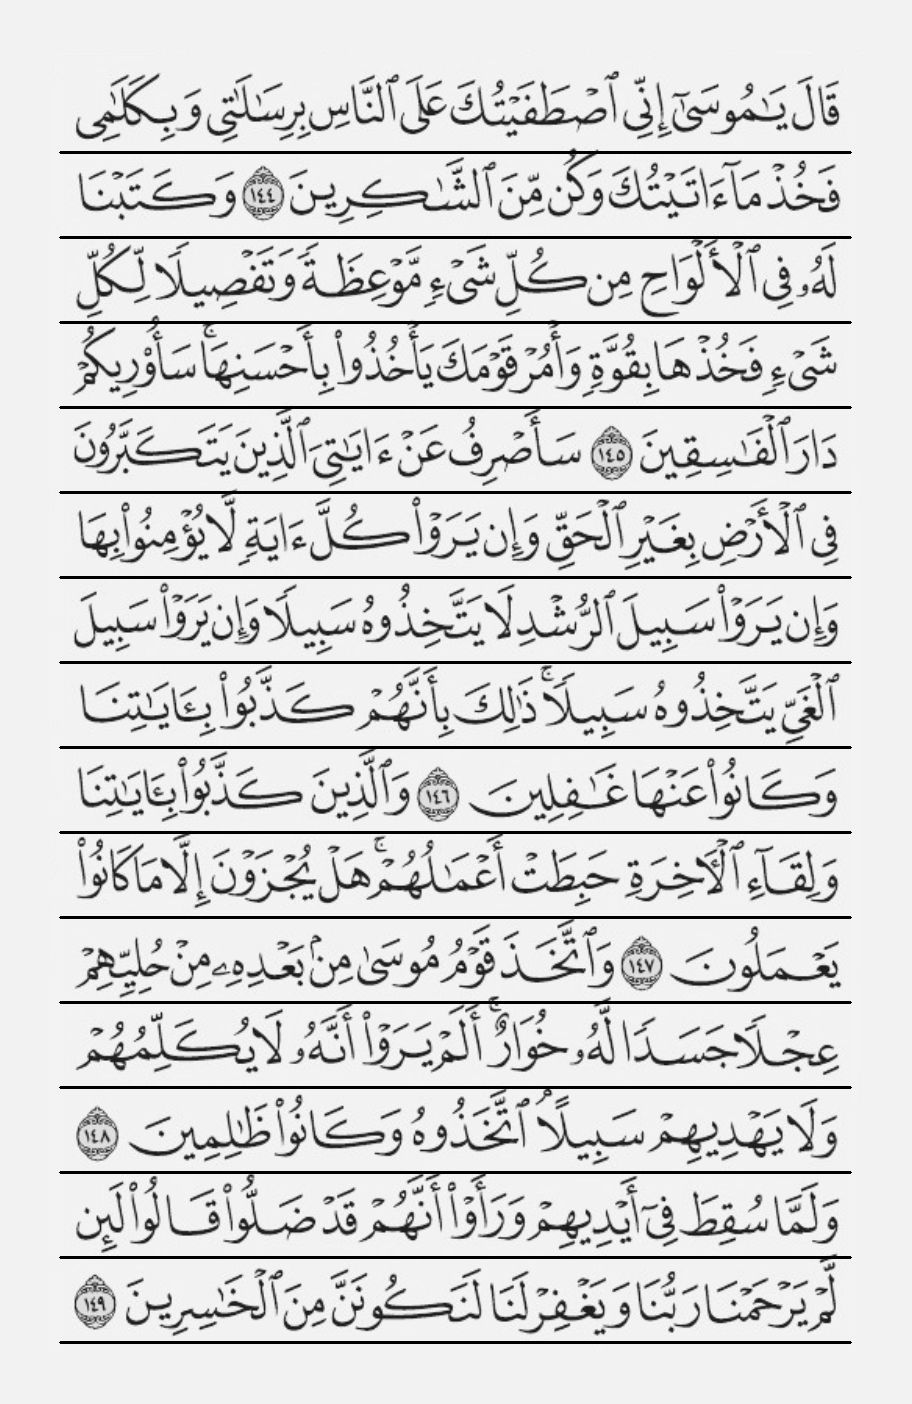 قَالَ يَـٰمُوسَىٰٓ إِنِّى ٱصْطَفَيْتُكَ عَلَى ٱلنَّاسِ بِرِسَـٰلَـٰتِى وَبِكَلَـٰمِى
فَخُذْ مَآ ءَاتَيْتُكَ وَكُن مِّنَ ٱلشَّـٰكِرِينَ ١٤٤ وَكَتَبْنَا
لَهُۥ فِى ٱلْأَلْوَاحِ مِن كُلِّ شَىْءٍ مَّوْعِظَةً وَتَفْصِيلًا لِّكُلِّ
شَىْءٍ فَخُذْهَا بِقُوَّةٍ وَأْمُرْ قَوْمَكَ يَأْخُذُوا۟ بِأَحْسَنِهَا ۚ سَأُو۟رِيكُمْ
دَارَ ٱلْفَـٰسِقِينَ ١٤٥ سَأَصْرِفُ عَنْ ءَايَـٰتِىَ ٱلَّذِينَ يَتَكَبَّرُونَ
فِى ٱلْأَرْضِ بِغَيْرِ ٱلْحَقِّ وَإِن يَرَوْا۟ كُلَّ ءَايَةٍ لَّا يُؤْمِنُوا۟ بِهَا
وَإِن يَرَوْا۟ سَبِيلَ ٱلرُّشْدِ لَا يَتَّخِذُوهُ سَبِيلًا وَإِن يَرَوْا۟ سَبِيلَ
ٱلْغَىِّ يَتَّخِذُوهُ سَبِيلًا ۚ ذَٰلِكَ بِأَنَّهُمْ كَذَّبُوا۟ بِـَٔايَـٰتِنَا
وَكَانُوا۟ عَنْهَا غَـٰفِلِينَ ١٤٦ وَٱلَّذِينَ كَذَّبُوا۟ بِـَٔايَـٰتِنَا
وَلِقَآءِ ٱلْـَٔاخِرَةِ حَبِطَتْ أَعْمَـٰلُهُمْ ۚ هَلْ يُجْزَوْنَ إِلَّا مَا كَانُوا۟
يَعْمَلُونَ ١٤٧ وَٱتَّخَذَ قَوْمُ مُوسَىٰ مِنۢ بَعْدِهِۦ مِنْ حُلِيِّهِمْ
عِجْلًا جَسَدًا لَّهُۥ خُوَارٌ ۚ أَلَمْ يَرَوْا۟ أَنَّهُۥ لَا يُكَلِّمُهُمْ
وَلَا يَهْدِيهِمْ سَبِيلًا ۘ ٱتَّخَذُوهُ وَكَانُوا۟ ظَـٰلِمِينَ ١٤٨
وَلَمَّا سُقِطَ فِىٓ أَيْدِيهِمْ وَرَأَوْا۟ أَنَّهُمْ قَدْ ضَلُّوا۟ قَالُوا۟ لَئِن
لَّمْ يَرْحَمْنَا رَبُّنَا وَيَغْفِرْ لَنَا لَنَكُونَنَّ مِنَ ٱلْخَـٰسِرِينَ ١٤٩